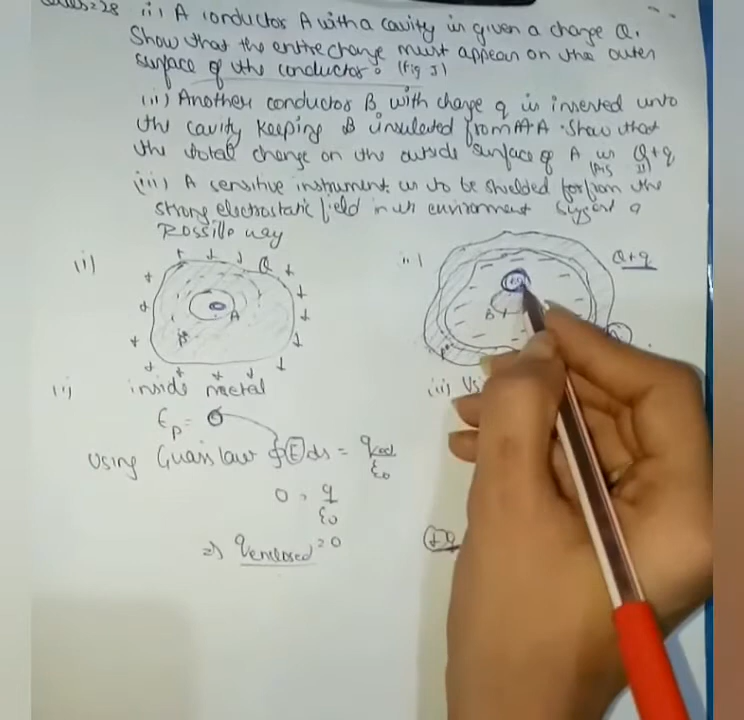 =28 (i) A conductor A with a cavity is given a charge Q.
Show that the entire charge must appear on the outer
surface of the conductor. (Fig I)
(ii) Another conductor B with charge q is inserted into
the cavity keeping B insulated from A. Show that
the total charge on the outside surface of A is Q+q
(iii) A sensitive instrument is to be shielded from the
strong electrostatic field in its environment Suggest a
Possible way
(i) Q A P
ii) Q+q B +
(i) inside metal
(iii) Us
Ep = 0
Using Gauss law ∮ E ds = q/ε0
0 = q/ε0
⇒ qenclosed = 0
+q